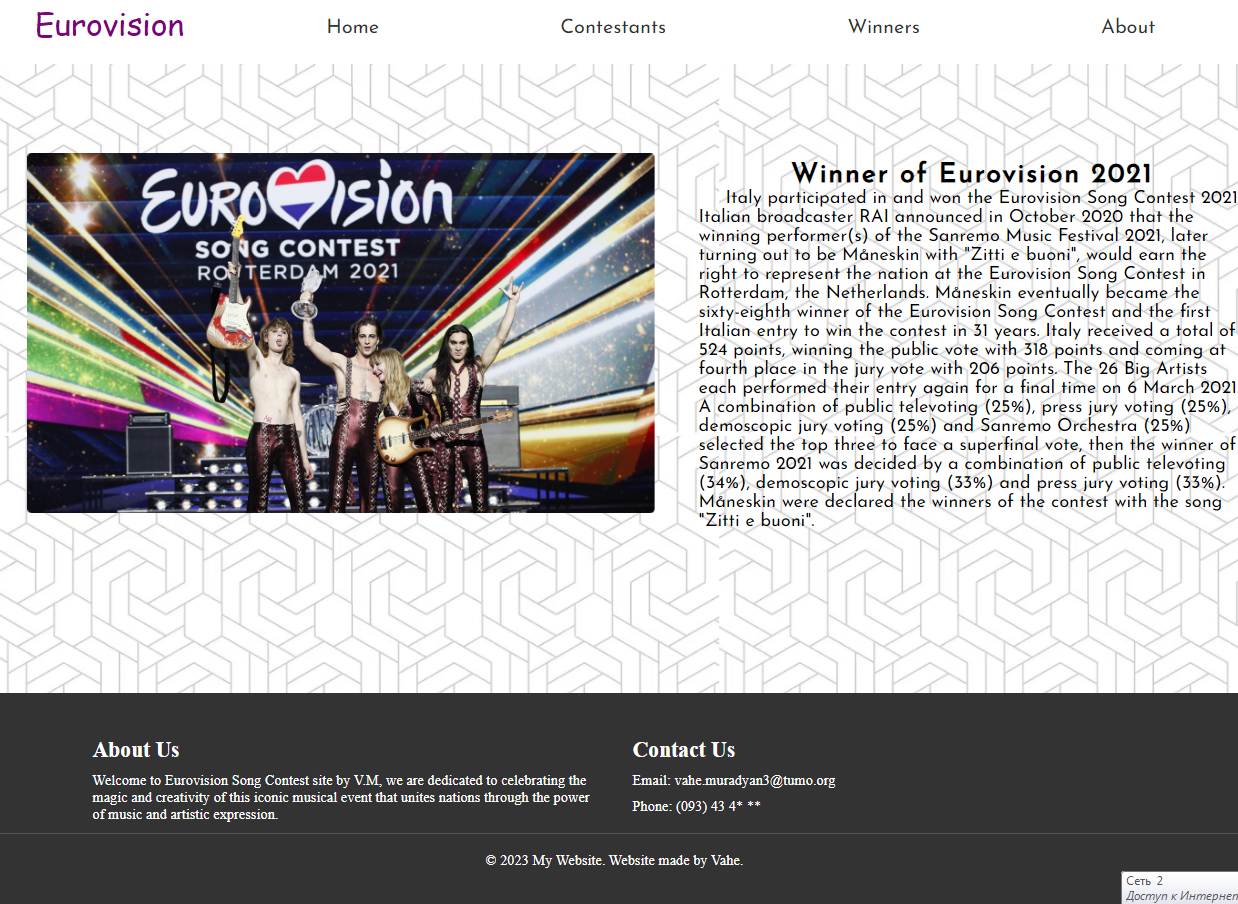 Eurovision Home Contestants Winners About
EUROVISION
SONG CONTEST
ROTTERDAM 2021
Winner of Eurovision 2021
Italy participated in and won the Eurovision Song Contest 2021
Italian broadcaster RAI announced in October 2020 that the
winning performer(s) of the Sanremo Music Festival 2021, later
turning out to be Måneskin with "Zitti e buoni", would earn the
right to represent the nation at the Eurovision Song Contest in
Rotterdam, the Netherlands. Måneskin eventually became the
sixty-eighth winner of the Eurovision Song Contest and the first
Italian entry to win the contest in 31 years. Italy received a total of
524 points, winning the public vote with 318 points and coming at
fourth place in the jury vote with 206 points. The 26 Big Artists
each performed their entry again for a final time on 6 March 2021
A combination of public televoting (25%), press jury voting (25%),
demoscopic jury voting (25%) and Sanremo Orchestra (25%)
selected the top three to face a superfinal vote, then the winner of
Sanremo 2021 was decided by a combination of public televoting
(34%), demoscopic jury voting (33%) and press jury voting (33%).
Måneskin were declared the winners of the contest with the song
"Zitti e buoni".
About Us
Welcome to Eurovision Song Contest site by V.M, we are dedicated to celebrating the
magic and creativity of this iconic musical event that unites nations through the power
of music and artistic expression.
Contact Us
Email: vahe.muradyan3@tumo.org
Phone: (093) 43 4* **
© 2023 My Website. Website made by Vahe.
Сеть 2
Доступ к Интернет